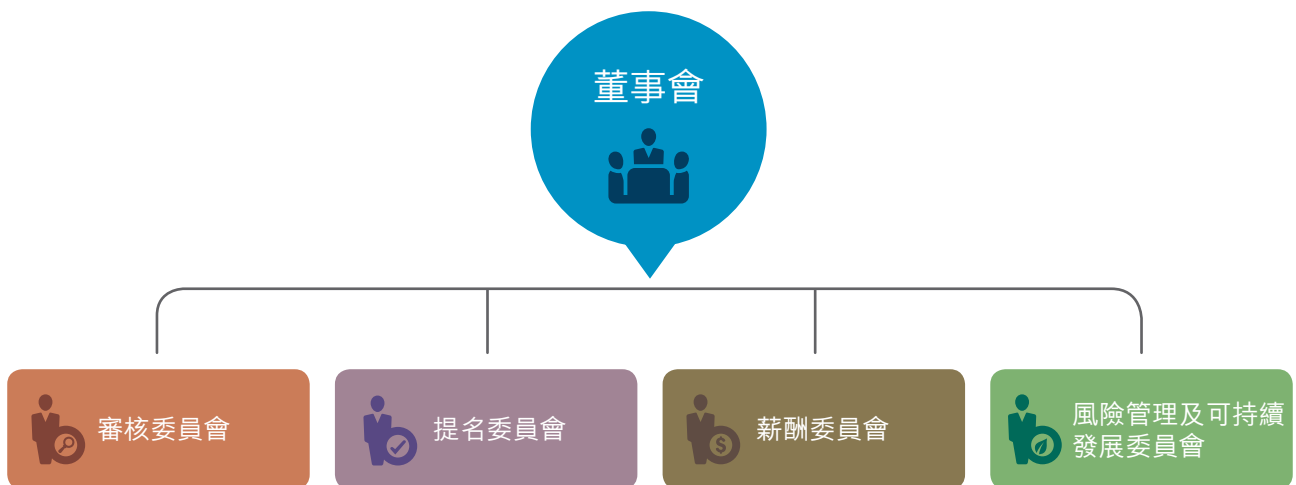 董事會
審核委員會
提名委員會
薪酬委員會
風險管理及可持續
發展委員會